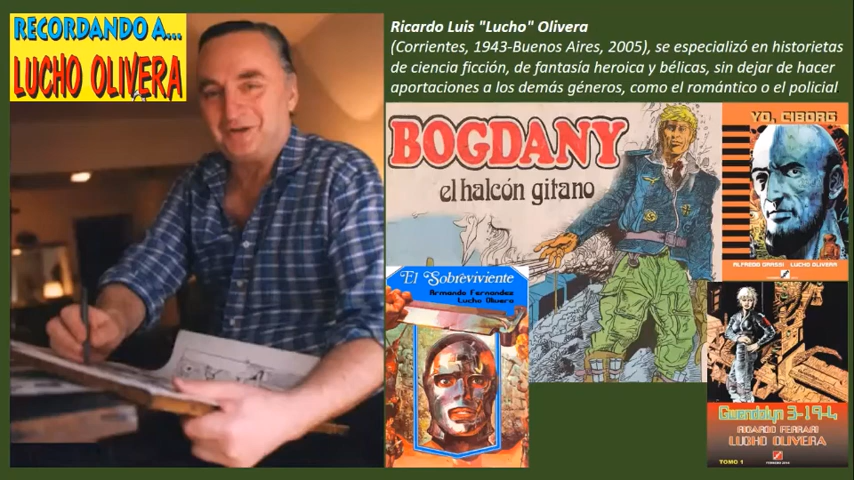 RECORDANDO A...
LUCHO OLIVERA
Ricardo Luis "Lucho" Olivera
(Corrientes, 1943-Buenos Aires, 2005), se especializó en historietas
de ciencia ficción, de fantasía heroica y bélicas, sin dejar de hacer
aportaciones a los demás géneros, como el romántico o el policial
BOGDANY
el halcón gitano
YO, CIBORG
ALFREDO GRASSI LUCHO OLIVERA
El Sobreviviente
Armando Fernandez
Lucho Olivera
Gwendolyn 3-19-4
RICARDO FERRARI
LUCHO OLIVERA
TOMO 1